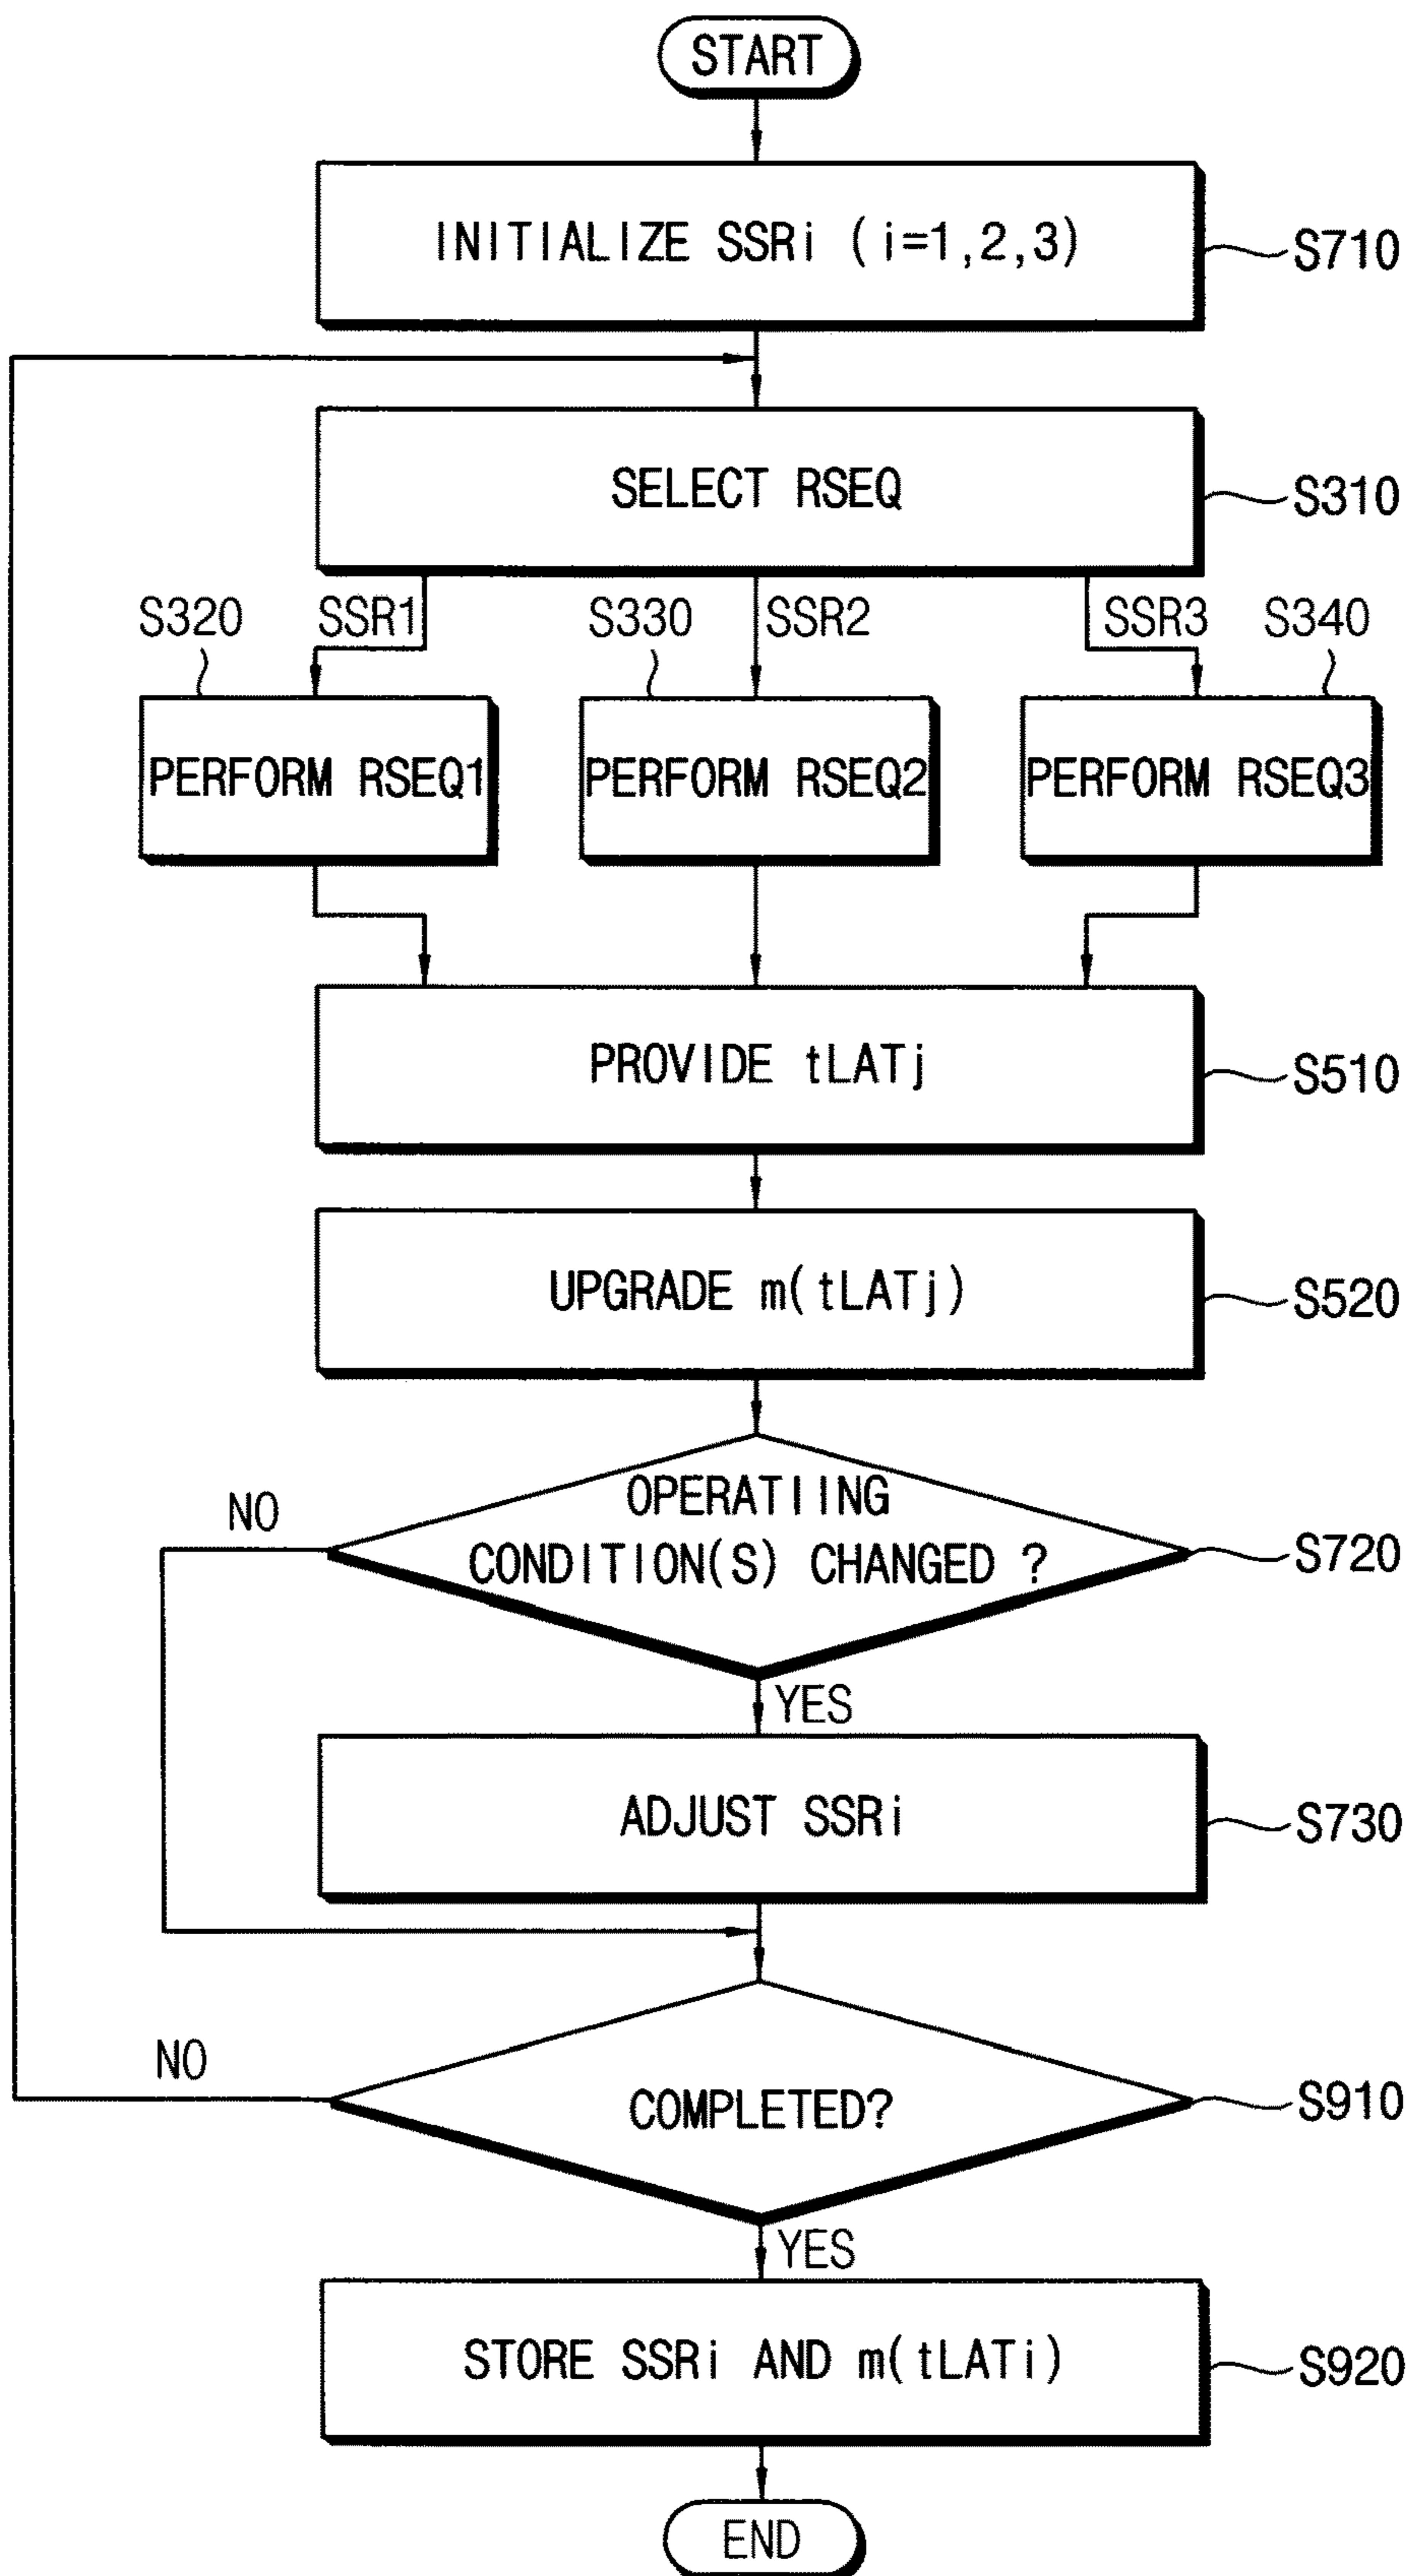 START
INITIALIZE SSRi (i=1,2,3)
S710
SELECT RSEQ
S310
S320
SSR1
S330
SSR2
SSR3
S340
PERFORM RSEQ1
PERFORM RSEQ2
PERFORM RSEQ3
PROVIDE tLATj
S510
UPGRADE m(tLATj)
S520
OPERATIING
CONDITION(S) CHANGED ?
NO
S720
YES
ADJUST SSRi
S730
NO
COMPLETED?
S910
YES
STORE SSRi AND m(tLATi)
S920
END